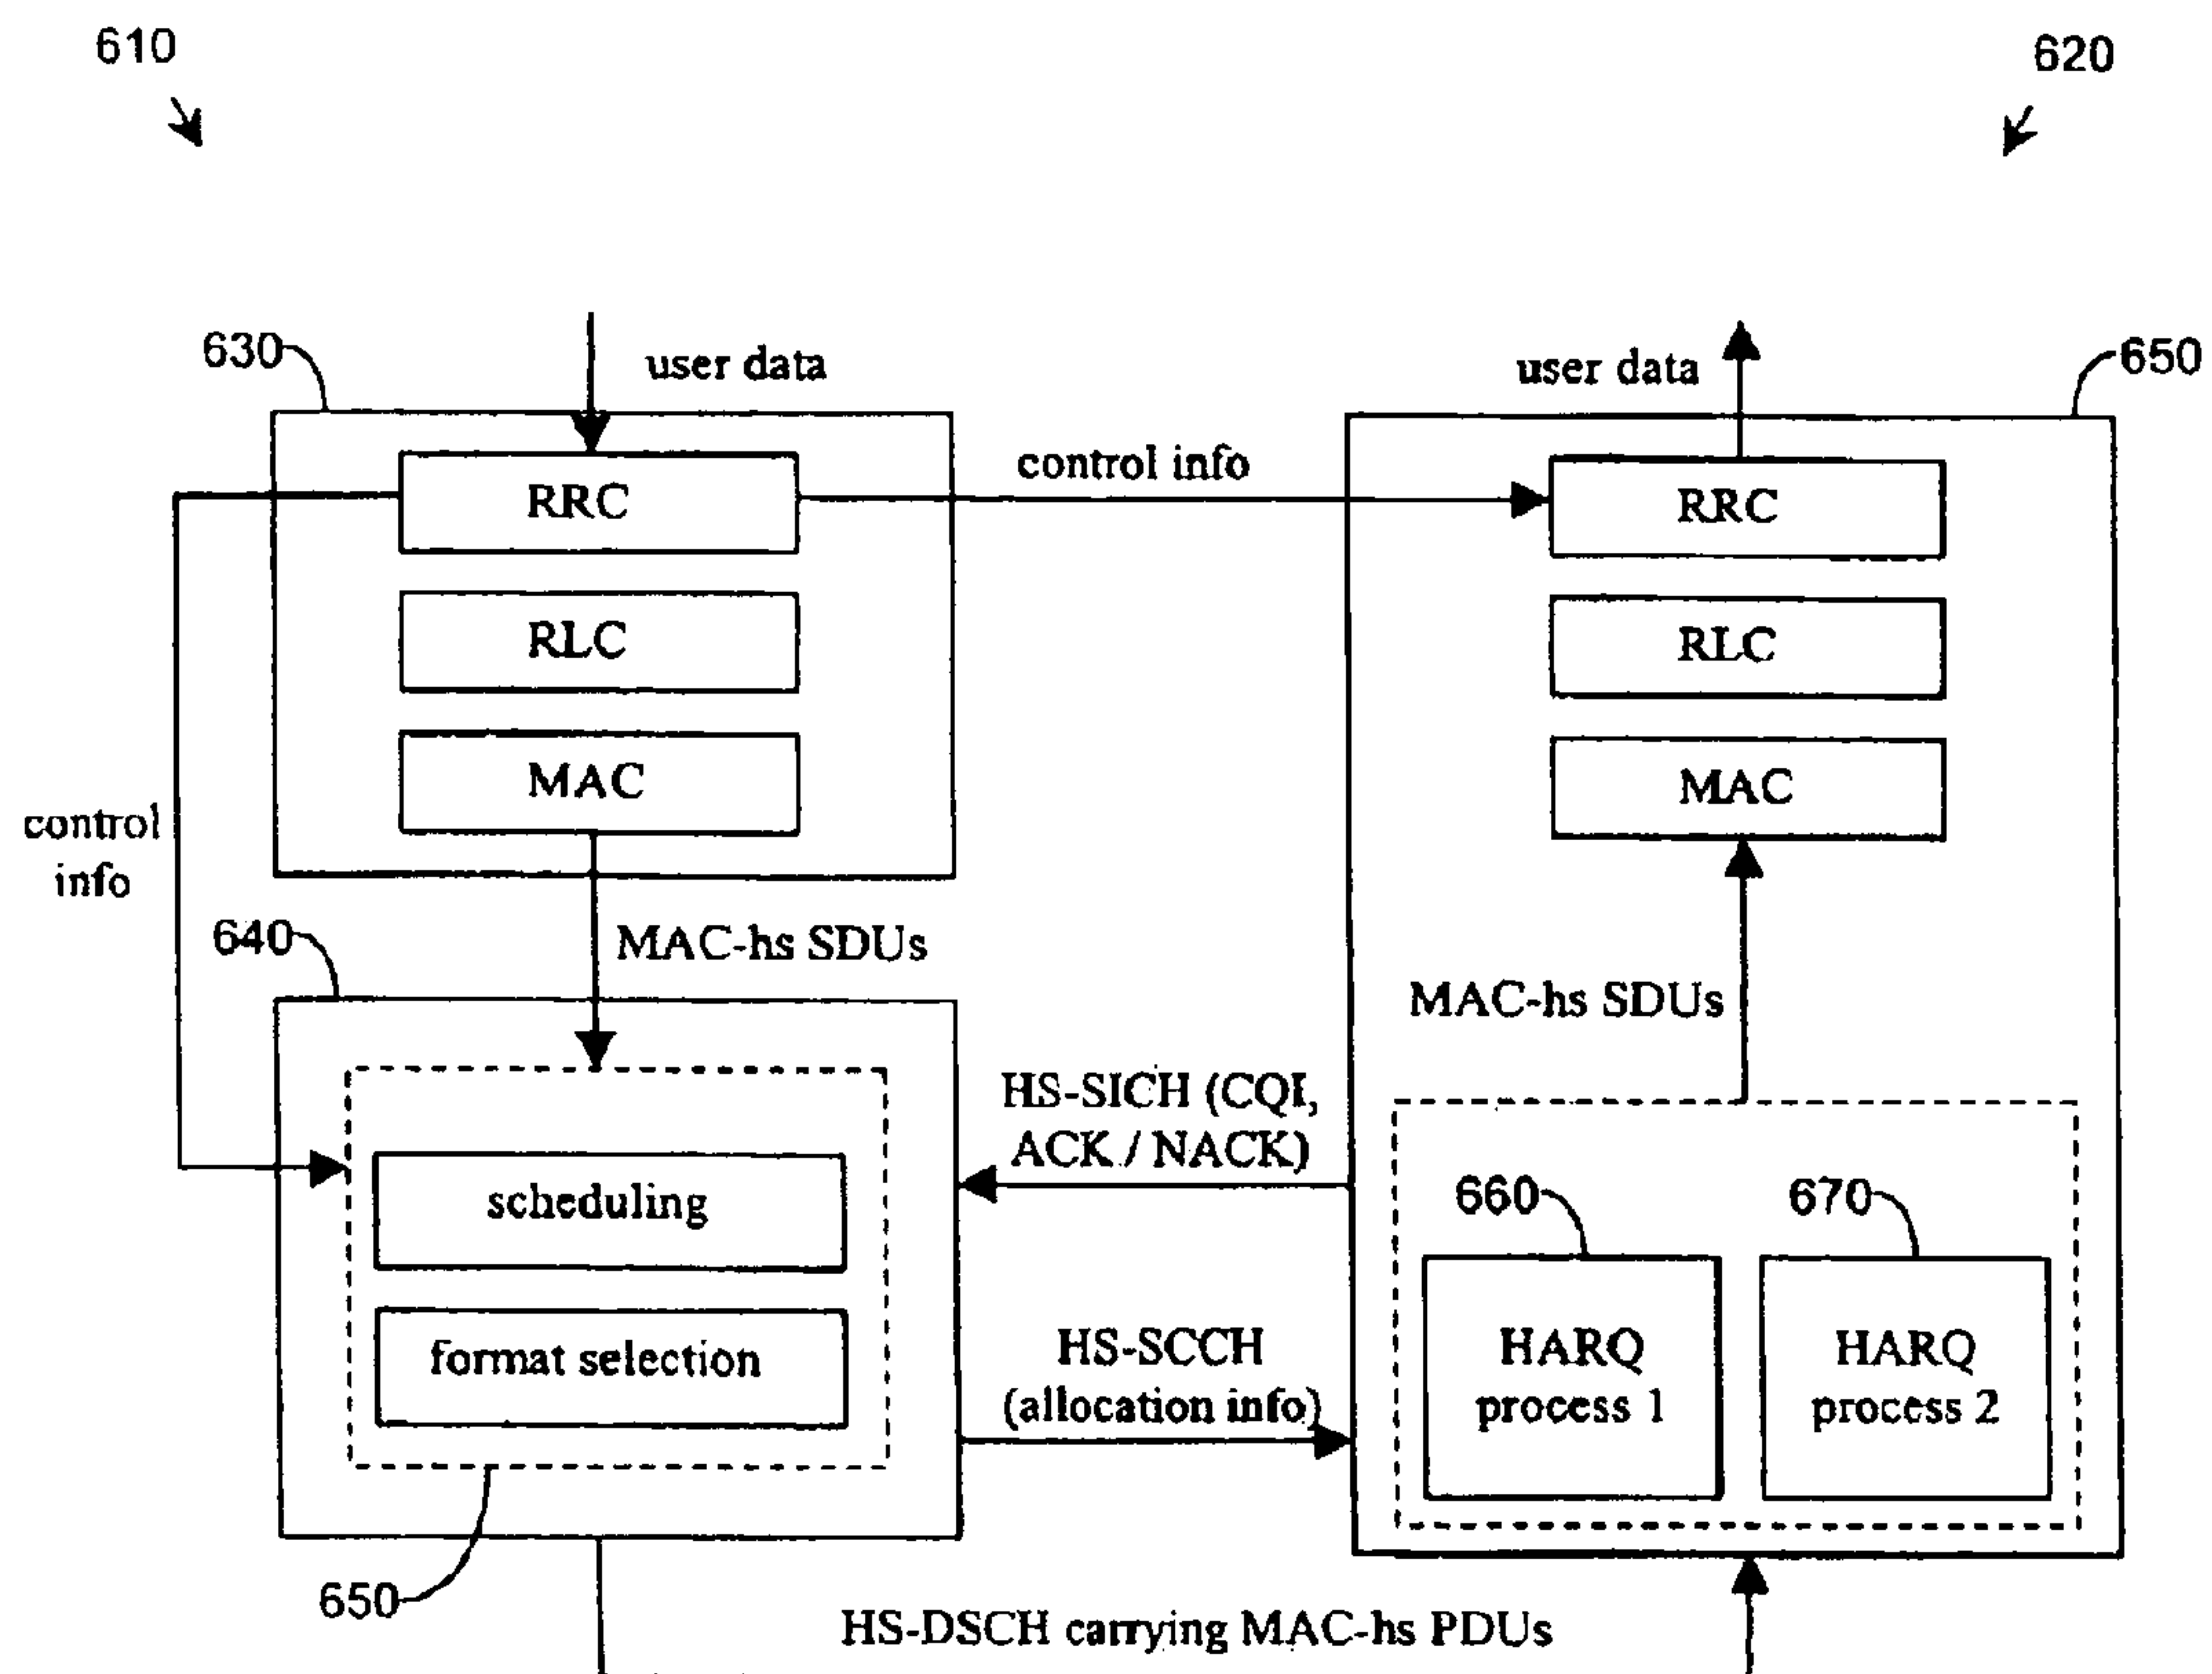 610
620
630
user data
user data
650
RRC
control info
RRC
RLC
RLC
MAC
MAC
control
info
640
MAC-hs SDUs
MAC-hs SDUs
HS-SICH (CQI,
ACK / NACK)
scheduling
660
670
format selection
HS-SCCH
(allocation info)
HARQ
process 1
HARQ
process 2
650
HS-DSCH carrying MAC-hs PDUs